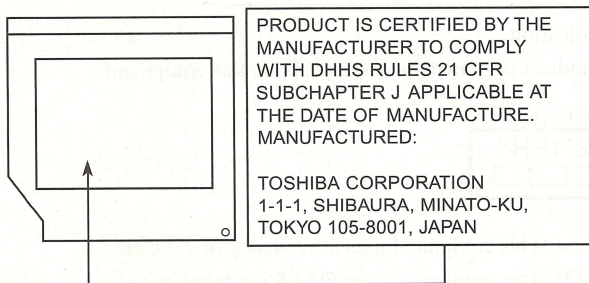 PRODUCT IS CERTIFIED BY THE
MANUFACTURER TO COMPLY
WITH DHHS RULES 21 CFR
SUBCHAPTER J APPLICABLE AT
THE DATE OF MANUFACTURE.
MANUFACTURED:
TOSHIBA CORPORATION
1-1-1, SHIBAURA, MINATO-KU,
TOKYO 105-8001, JAPAN